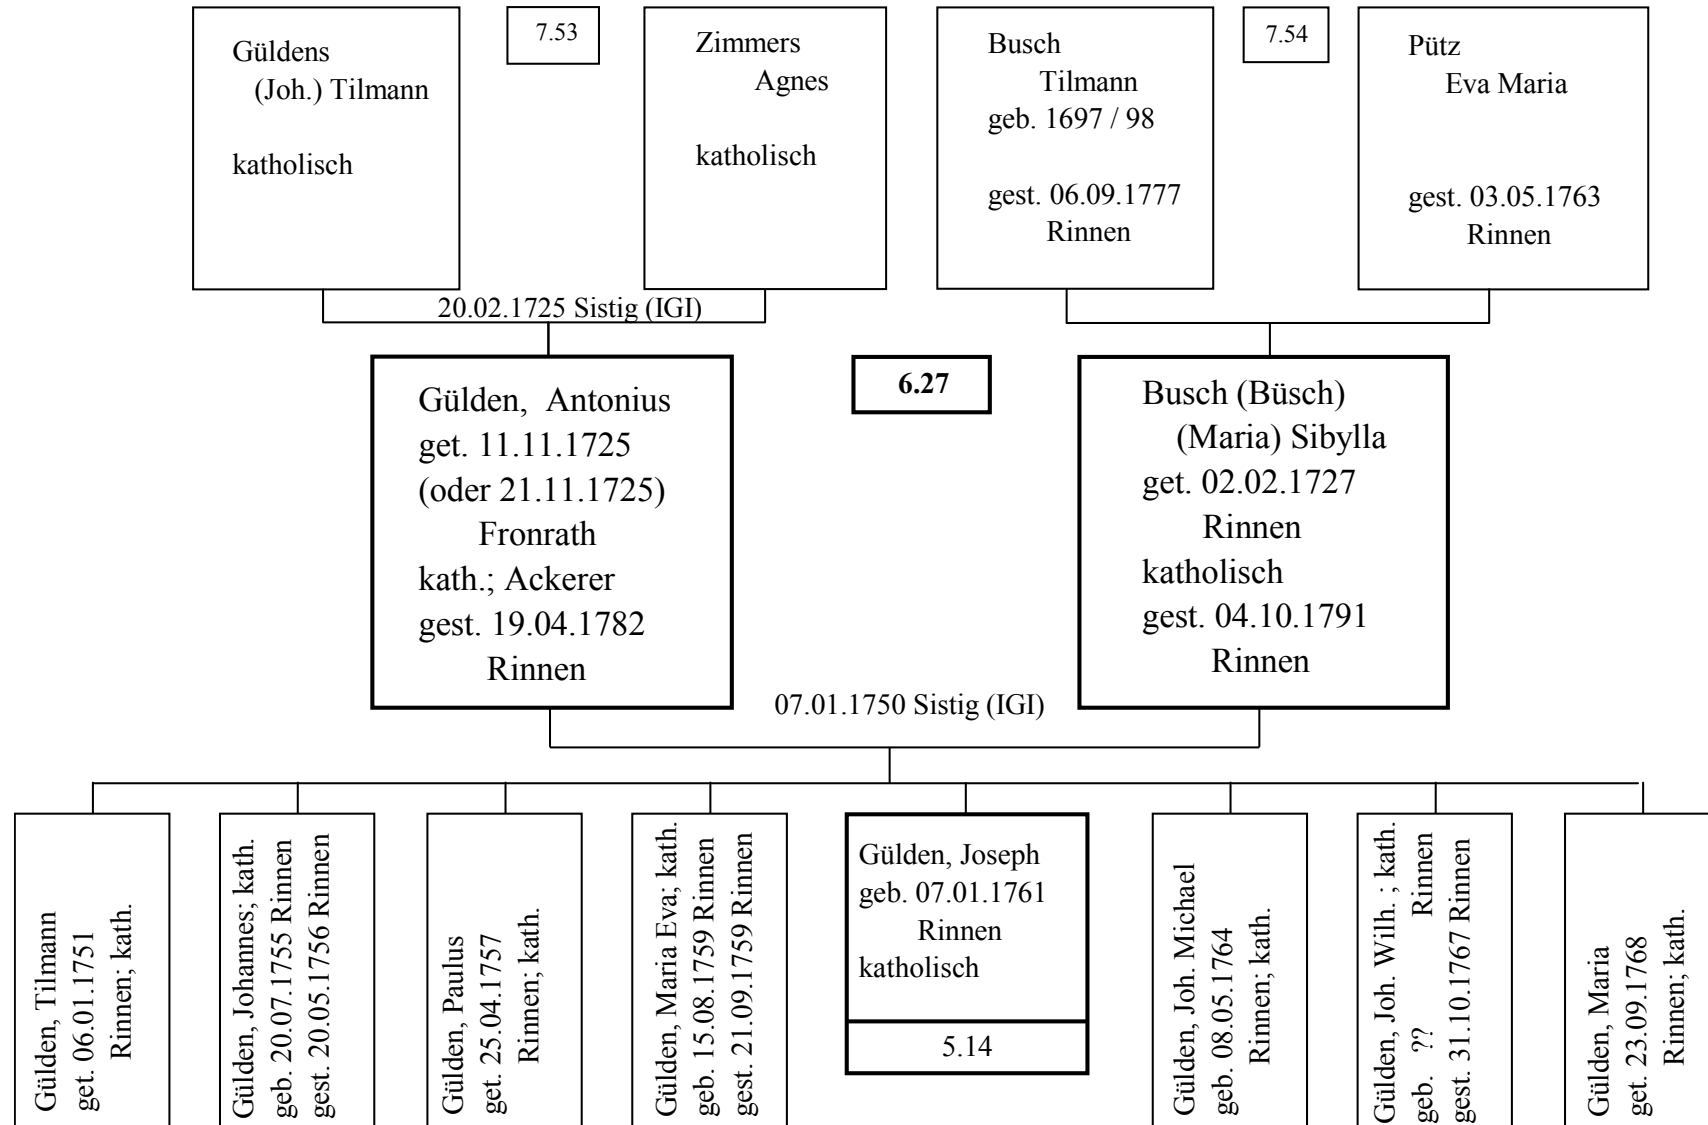 Güldens
(Joh.) Tilmann
katholisch
7.53
Zimmers
Agnes
katholisch
Busch
Tilmann
geb. 1697 / 98
gest. 06.09.1777
Rinnen
7.54
Pütz
Eva Maria
gest. 03.05.1763
Rinnen
20.02.1725 Sistig (IGI)
Gülden, Antonius
get. 11.11.1725
(oder 21.11.1725)
Fronrath
kath.; Ackerer
gest. 19.04.1782
Rinnen
6.27
Busch (Büsch)
(Maria) Sibylla
get. 02.02.1727
Rinnen
katholisch
gest. 04.10.1791
Rinnen
07.01.1750 Sistig (IGI)
Gülden, Tilmann
get. 06.01.1751
Rinnen; kath.
Gülden, Johannes; kath.
geb. 20.07.1755 Rinnen
gest. 20.05.1756 Rinnen
Gülden, Paulus
get. 25.04.1757
Rinnen; kath.
Gülden, Maria Eva; kath.
geb. 15.08.1759 Rinnen
gest. 21.09.1759 Rinnen
Gülden, Joseph
geb. 07.01.1761
Rinnen
katholisch
5.14
Gülden, Joh. Michael
geb. 08.05.1764
Rinnen; kath.
Gülden, Joh. Wilh. ; kath.
geb. ?? Rinnen
gest. 31.10.1767 Rinnen
Gülden, Maria
get. 23.09.1768
Rinnen; kath.